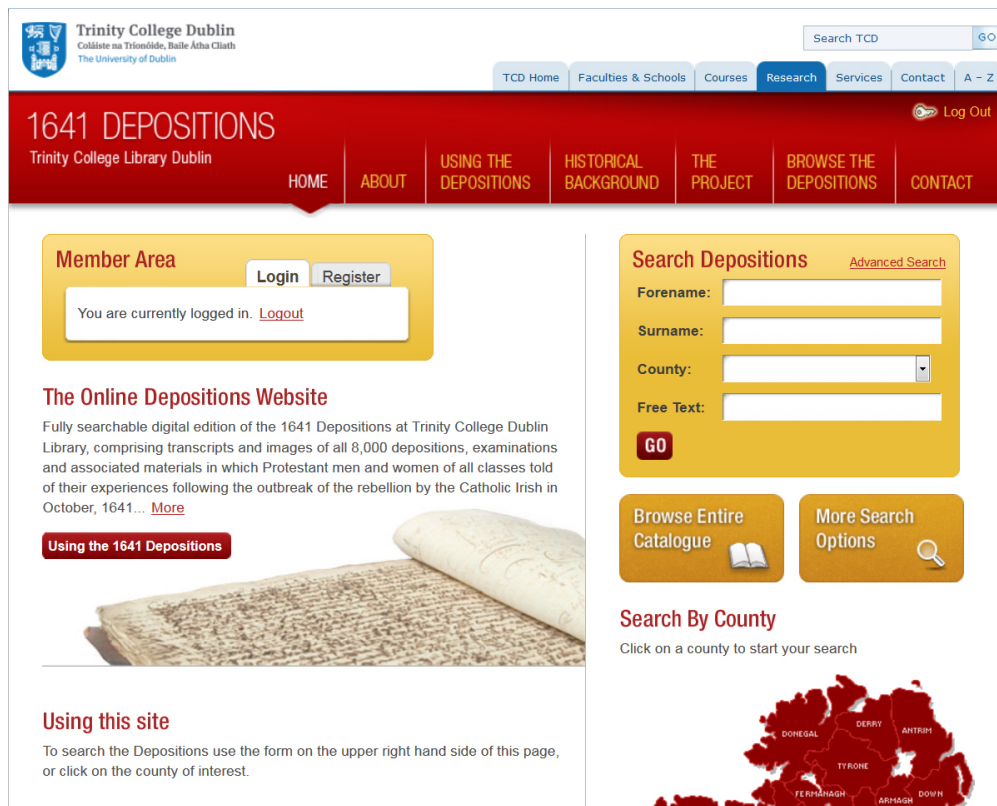 Trinity College Dublin
Coláiste na Tríonóide, Baile Átha Cliath
The University of Dublin
Search TCD
GO
TCD Home
Faculties & Schools
Courses
Research
Services
Contact
A – Z
Log Out
1641 DEPOSITIONS
Trinity College Library Dublin
HOME
ABOUT
USING THE
DEPOSITIONS
HISTORICAL
BACKGROUND
THE
PROJECT
BROWSE THE
DEPOSITIONS
CONTACT
Member Area
Login
Register
You are currently logged in. Logout
The Online Depositions Website
Fully searchable digital edition of the 1641 Depositions at Trinity College Dublin
Library, comprising transcripts and images of all 8,000 depositions, examinations
and associated materials in which Protestant men and women of all classes told
of their experiences following the outbreak of the rebellion by the Catholic Irish in
October, 1641... More
Using the 1641 Depositions
Using this site
To search the Depositions use the form on the upper right hand side of this page,
or click on the county of interest.
Search Depositions
Advanced Search
Forename:
Surname:
County:
Free Text:
GO
Browse Entire
Catalogue
More Search
Options
Search By County
Click on a county to start your search
DONEGAL
DERRY
ANTRIM
TYRONE
FERMANAGH
ARMAGH
DOWN